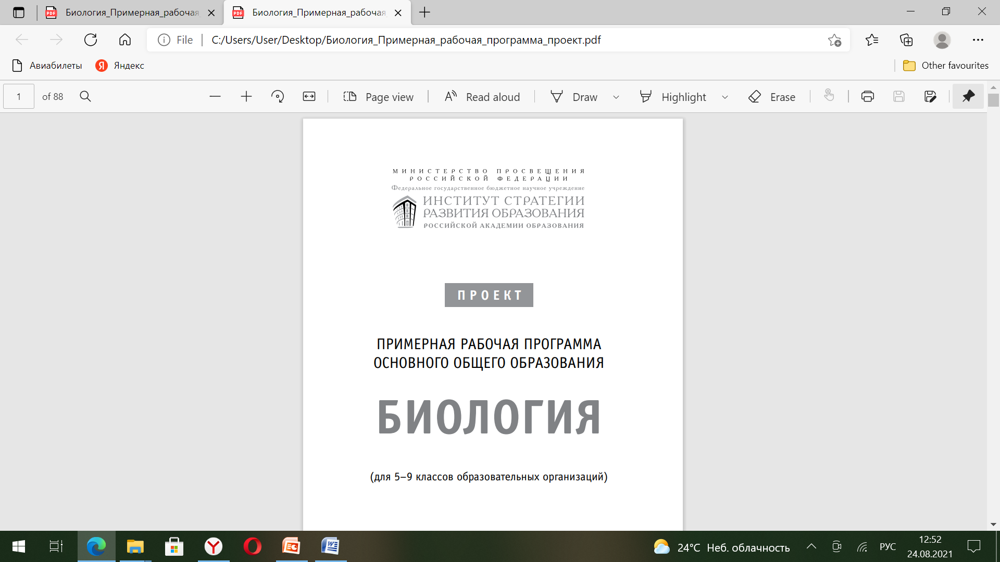 Биология_Примерная_рабочая
Биология_Примерная_рабочая
File
C:/Users/User/Desktop/Биология_Примерная_рабочая_программа_проект.pdf
Авиабилеты
Яндекс
Other favourites
1 of 88
Page view
Read aloud
Draw
Highlight
Erase
МИНИСТЕРСТВО ПРОСВЕЩЕНИЯ
РОССИЙСКОЙ ФЕДЕРАЦИИ
Федеральное государственное бюджетное научное учреждение
ИНСТИТУТ СТРАТЕГИИ
РАЗВИТИЯ ОБРАЗОВАНИЯ
РОССИЙСКОЙ АКАДЕМИИ ОБРАЗОВАНИЯ
ПРОЕКТ
ПРИМЕРНАЯ РАБОЧАЯ ПРОГРАММА
ОСНОВНОГО ОБЩЕГО ОБРАЗОВАНИЯ
БИОЛОГИЯ
(для 5–9 классов образовательных организаций)
24°C Неб. облачность
РУС
12:52
24.08.2021